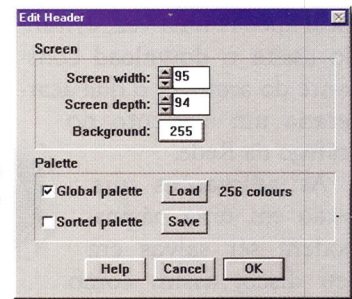 Edit Header
Screen
Screen width: 95
Screen depth: 94
Background: 255
Palette
Global palette Load 256 colours
Sorted palette Save
Help Cancel OK